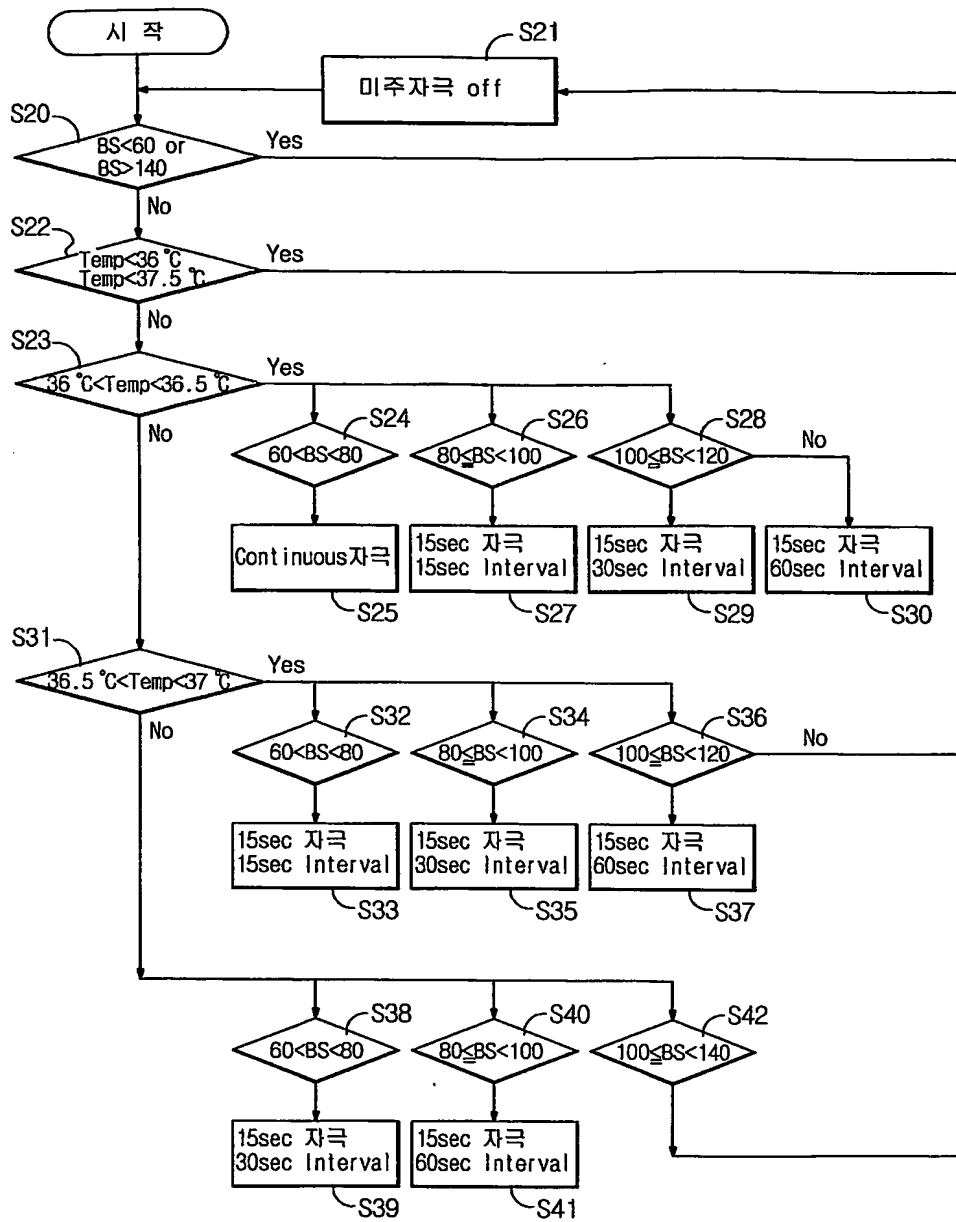 시 작
S21
미주자극 off
S20
BS<60 or
BS>140
Yes
No
S22
Temp<36℃
Temp<37.5℃
Yes
No
S23
36℃<Temp<36.5℃
Yes
No
S24
60<BS<80
S26
80≤BS<100
S28
100≤BS<120
No
Continuous자극
S25
15sec 자극
15sec Interval
S27
15sec 자극
30sec Interval
S29
15sec 자극
60sec Interval
S30
S31
36.5℃<Temp<37℃
Yes
No
S32
60<BS<80
S34
80≤BS<100
S36
100≤BS<120
No
15sec 자극
15sec Interval
S33
15sec 자극
30sec Interval
S35
15sec 자극
60sec Interval
S37
S38
60<BS<80
S40
80≤BS<100
S42
100≤BS<140
15sec 자극
30sec Interval
S39
15sec 자극
60sec Interval
S41